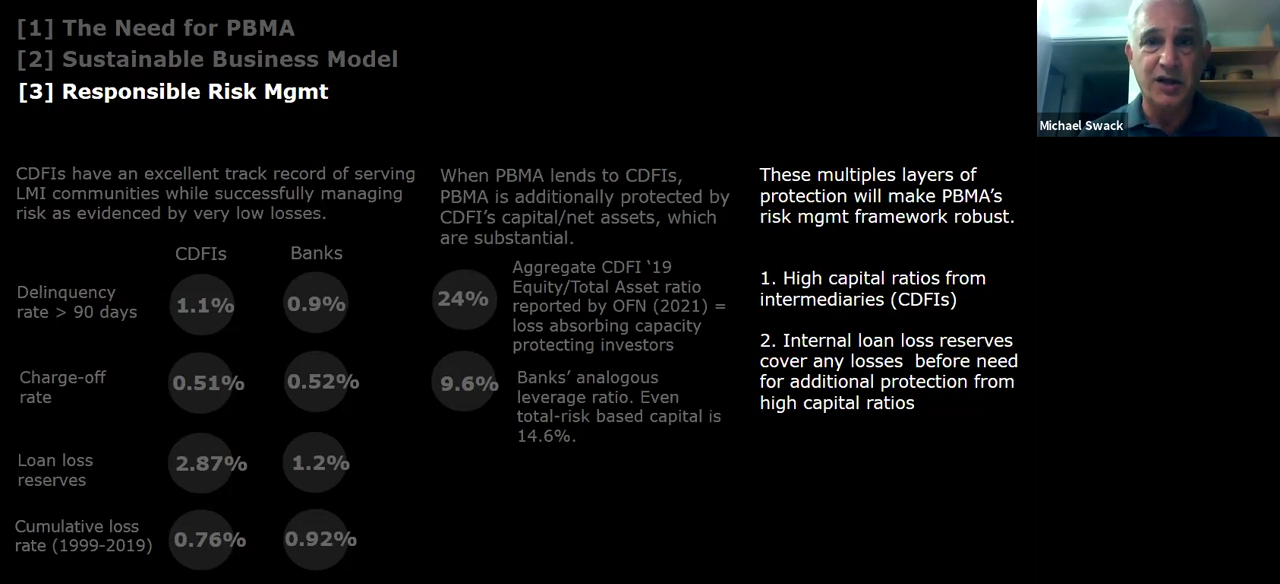 [1] The Need for PBMA
[2] Sustainable Business Model
[3] Responsible Risk Mgmt
Michael Swack
CDFIs have an excellent track record of serving
LMI communities while successfully managing
risk as evidenced by very low losses.
CDFIs Banks
Delinquency
rate > 90 days
1.1% 0.9%
Charge-off
rate
0.51% 0.52%
Loan loss
reserves
2.87% 1.2%
Cumulative loss
rate (1999-2019)
0.76% 0.92%
When PBMA lends to CDFIs,
PBMA is additionally protected by
CDFI's capital/net assets, which
are substantial.
24%
Aggregate CDFI ‘19
Equity/Total Asset ratio
reported by OFN (2021) =
loss absorbing capacity
protecting investors
9.6%
Banks’ analogous
leverage ratio. Even
total-risk based capital is
14.6%.
These multiple layers of
protection will make PBMA’s
risk mgmt framework robust.
1. High capital ratios from
intermediaries (CDFIs)
2. Internal loan loss reserves
cover any losses before need
for additional protection from
high capital ratios